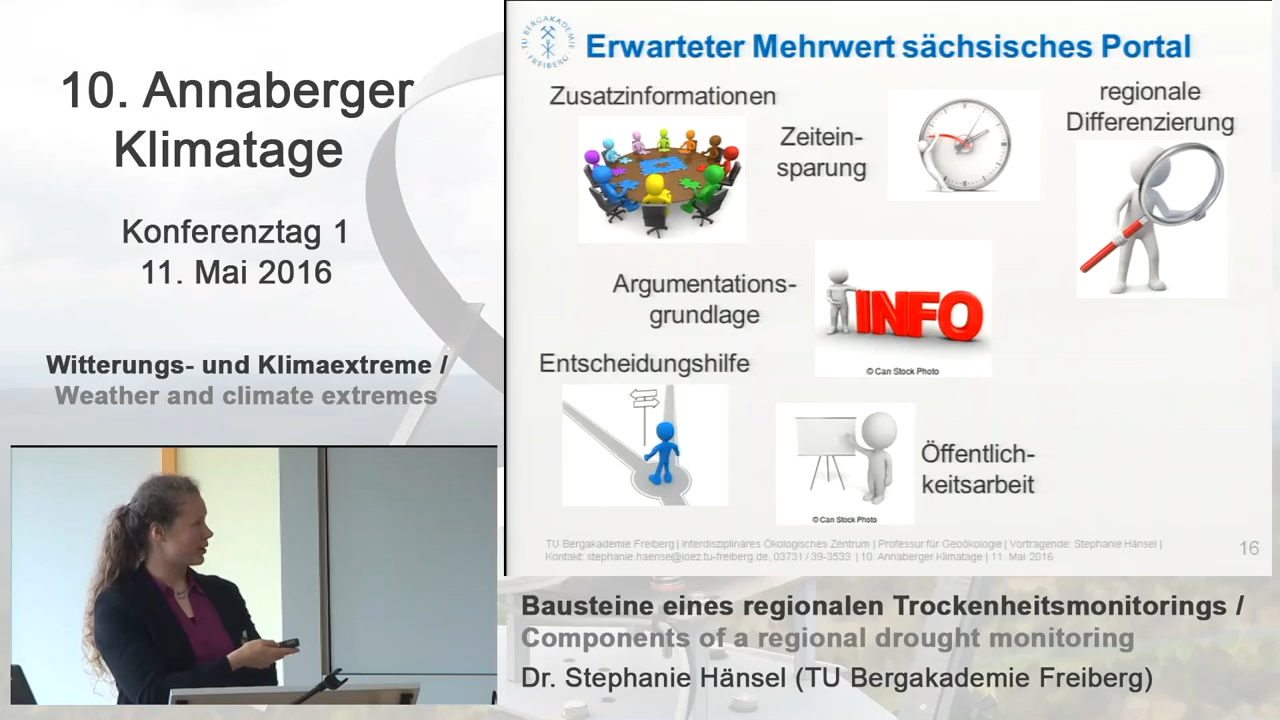 10. Annaberger
Klimatage
Konferenztag 1
11. Mai 2016
Witterungs- und Klimaextreme /
Weather and climate extremes
TU BERGAKADEMIE FREIBERG
Erwarteter Mehrwert sächsisches Portal
Zusatzinformationen
Zeitein-
sparung
regionale
Differenzierung
Argumentations-
grundlage
INFO
© Can Stock Photo
Entscheidungshilfe
Öffentlich-
keitsarbeit
© Can Stock Photo
TU Bergakademie Freiberg | Interdisziplinäres Ökologisches Zentrum | Professur für Geoökologie | Vortragende: Stephanie Hänsel |
Kontakt: stephanie.haensel@ioez.tu-freiberg.de, 03731 / 39-3533 | 10. Annaberger Klimatage | 11. Mai 2016
16
Bausteine eines regionalen Trockenheitsmonitorings /
Components of a regional drought monitoring
Dr. Stephanie Hänsel (TU Bergakademie Freiberg)